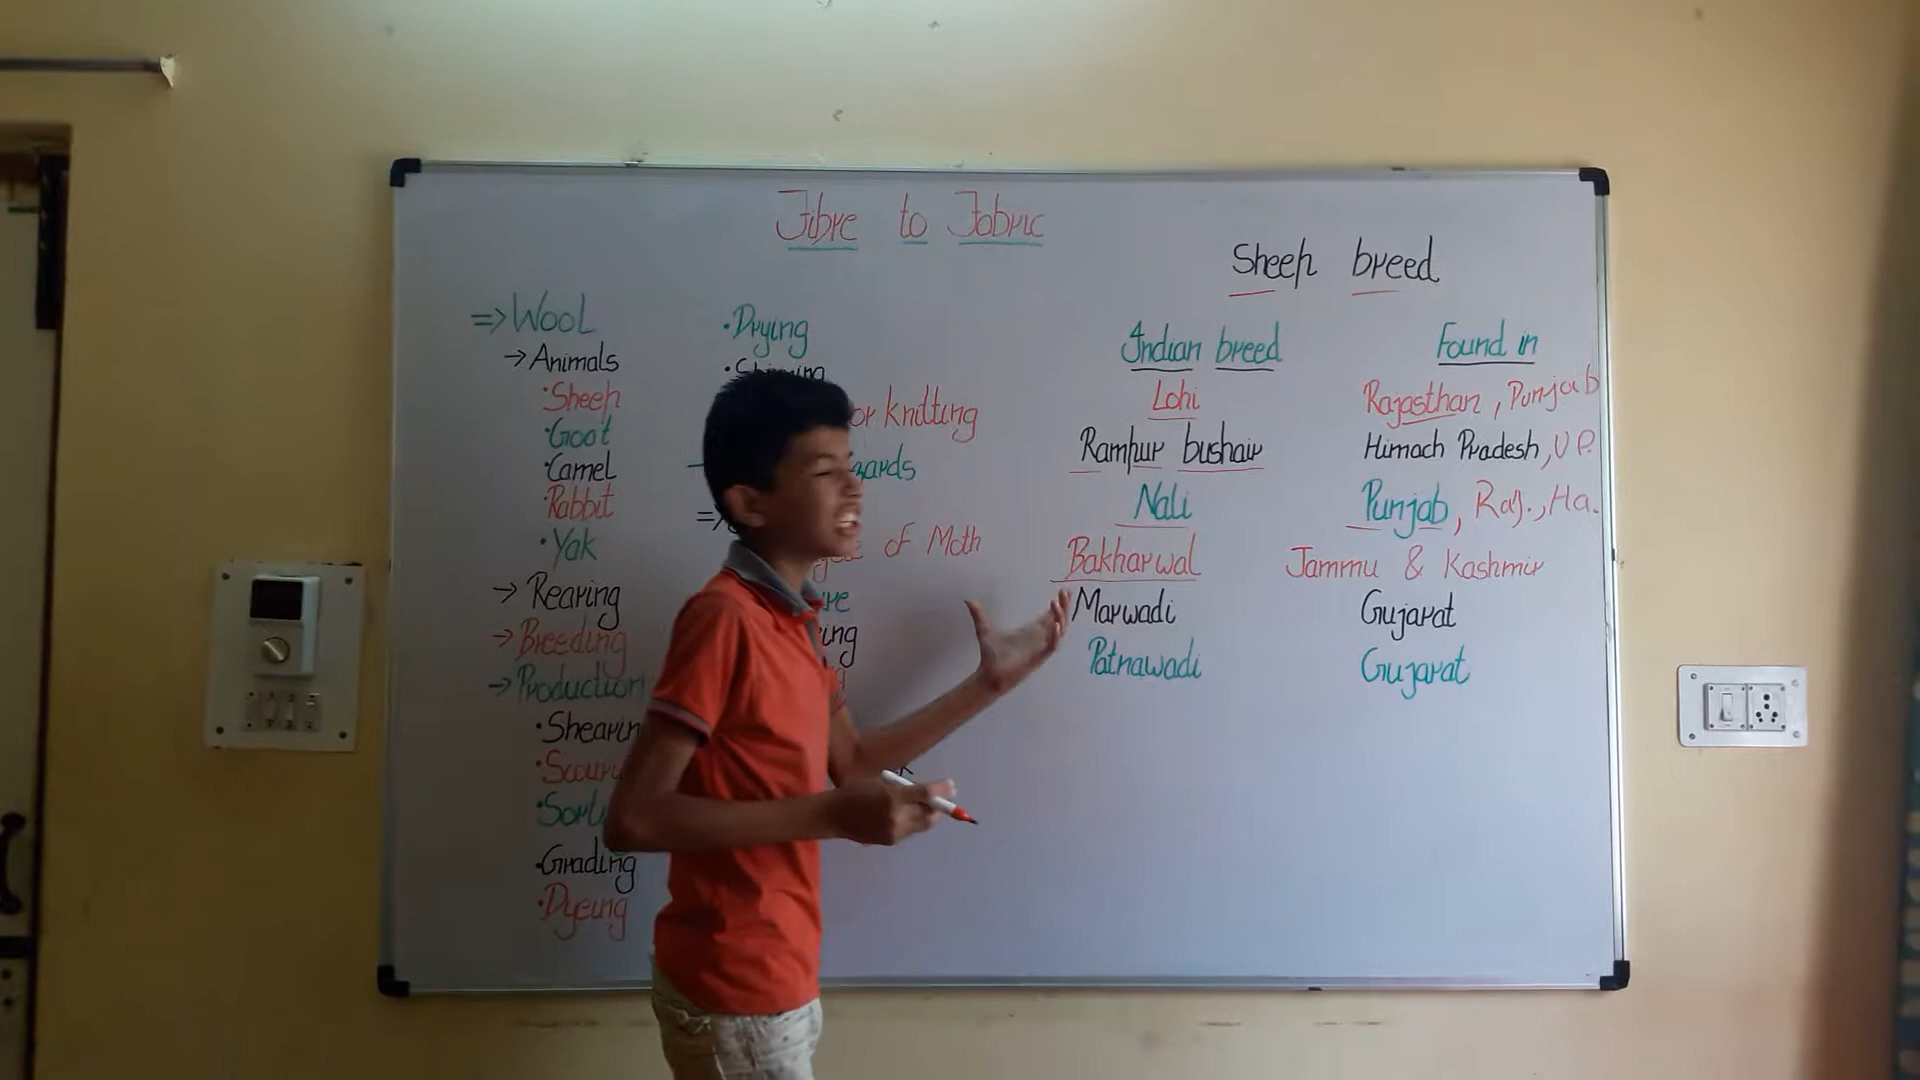 Fibre to Fabric
=> Wool
-> Animals
• Sheep
• Goat
• Camel
• Rabbit
• Yak
-> Rearing
-> Breeding
-> Production
•
•
•
• Grading
• Dyeing
• Drying
•
or knitting
of Moth
Sheep breed
Indian breed Found in
Lohi Rajasthan, Punjab
Rampur bushair Himach Pradesh, U.P.
Nali Punjab, Raj., Ha.
Bakharwal Jammu & Kashmir
Marwadi Gujarat
Patnawadi Gujarat